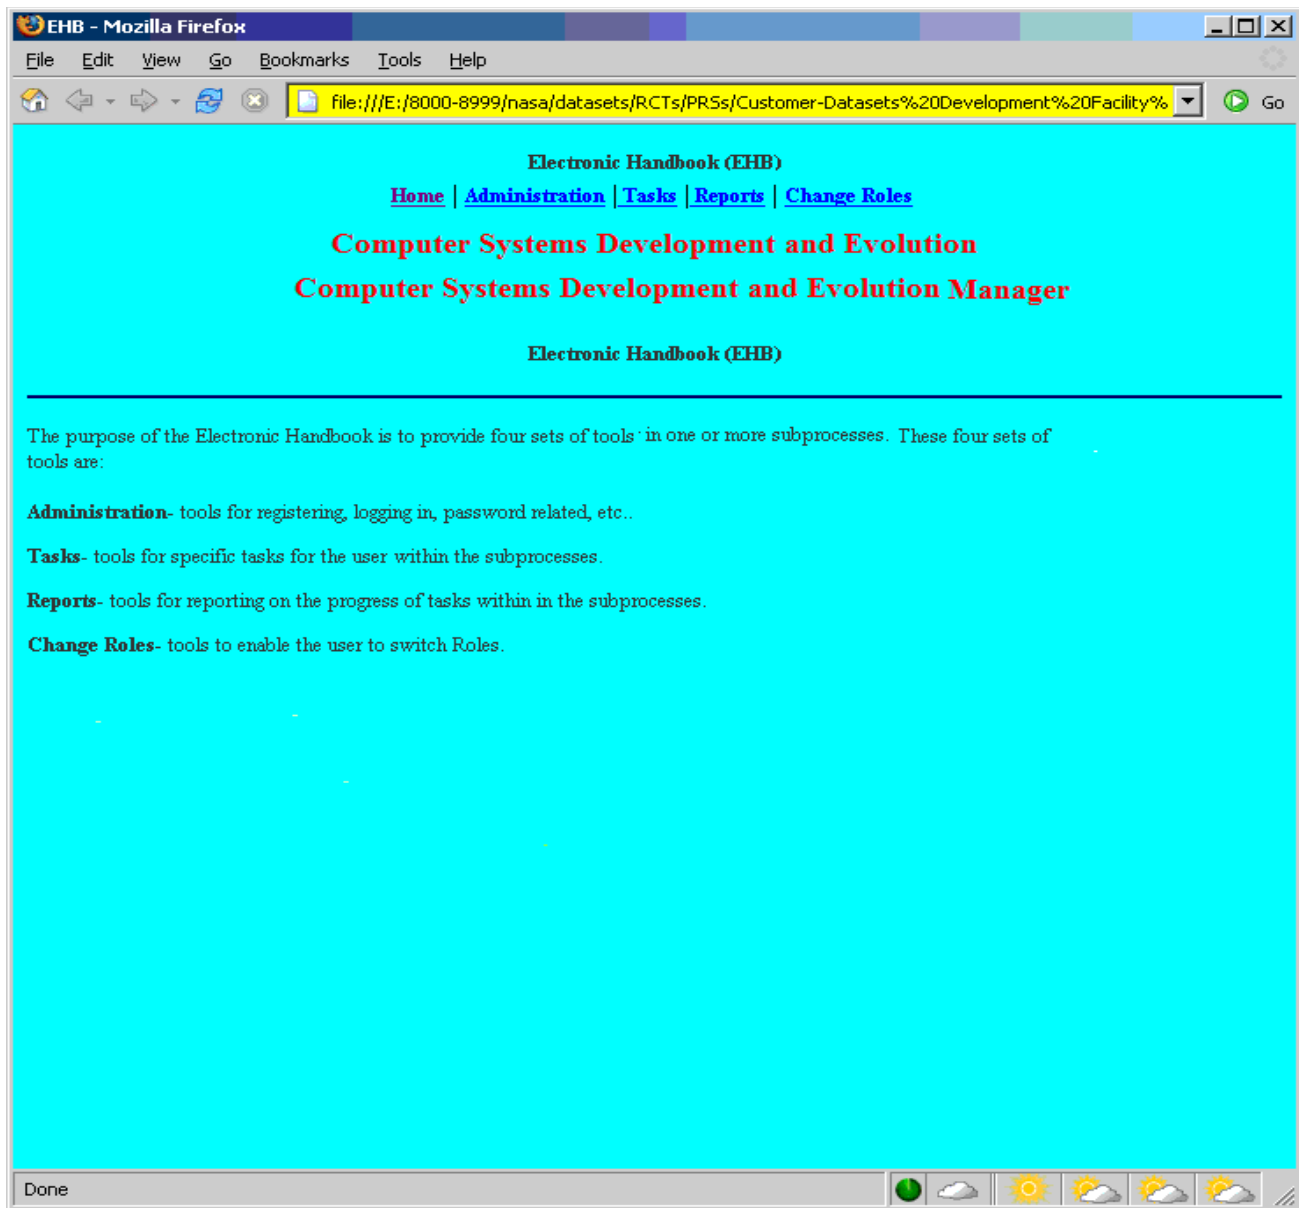 EHB - Mozilla Firefox
File Edit View Go Bookmarks Tools Help
file:///E:/8000-8999/nasa/datasets/RCTs/PRSs/Customer-Datasets%20Development%20Facility% Go
Electronic Handbook (EHB)
Home | Administration | Tasks | Reports | Change Roles
Computer Systems Development and Evolution
Computer Systems Development and Evolution Manager
Electronic Handbook (EHB)
The purpose of the Electronic Handbook is to provide four sets of tools in one or more subprocesses. These four sets of
tools are:
Administration- tools for registering, logging in, password related, etc..
Tasks- tools for specific tasks for the user within the subprocesses.
Reports- tools for reporting on the progress of tasks within in the subprocesses.
Change Roles- tools to enable the user to switch Roles.
Done